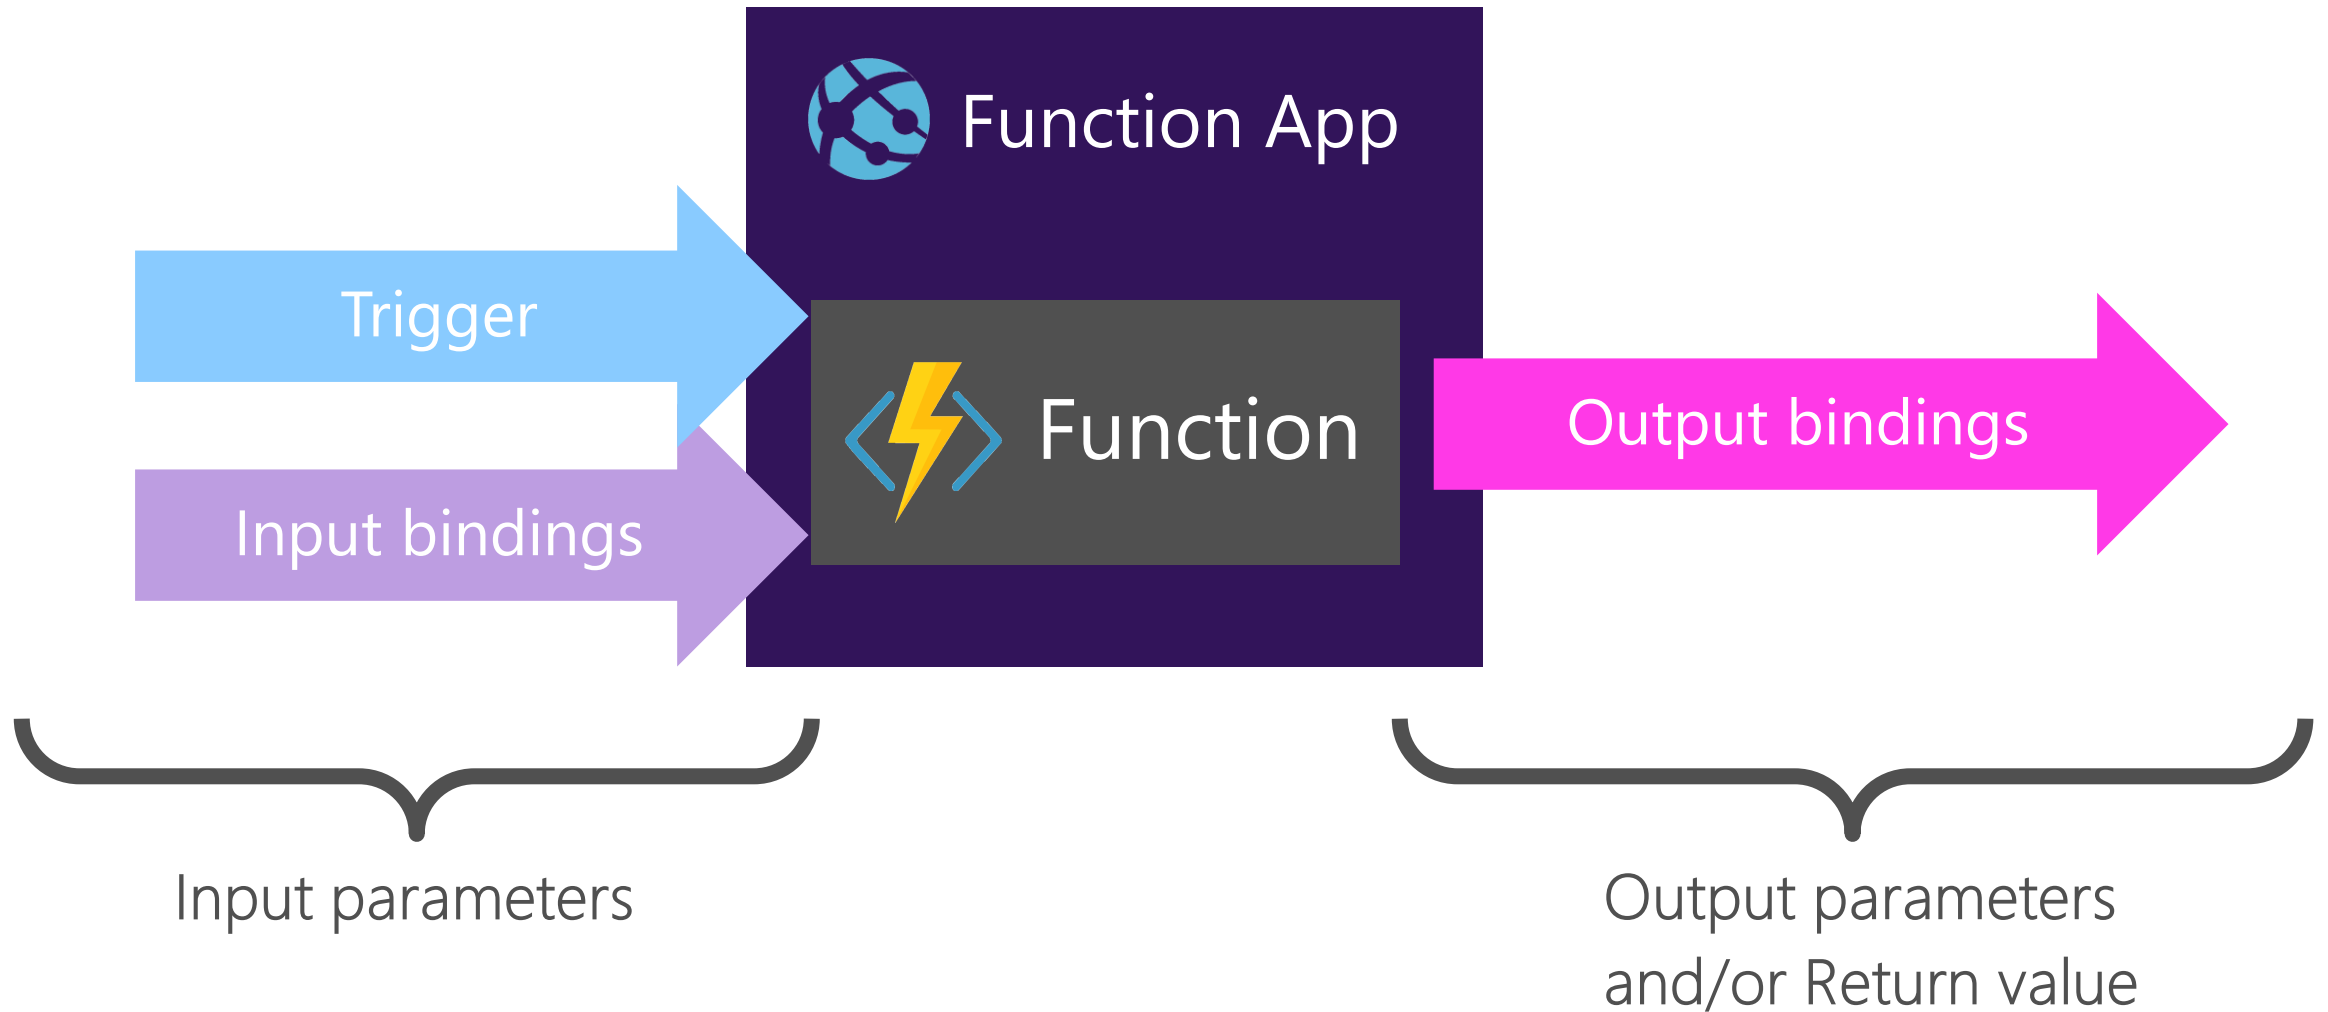 Function App
Trigger
Function
Output bindings
Input bindings
Input parameters
Output parameters
and/or Return value